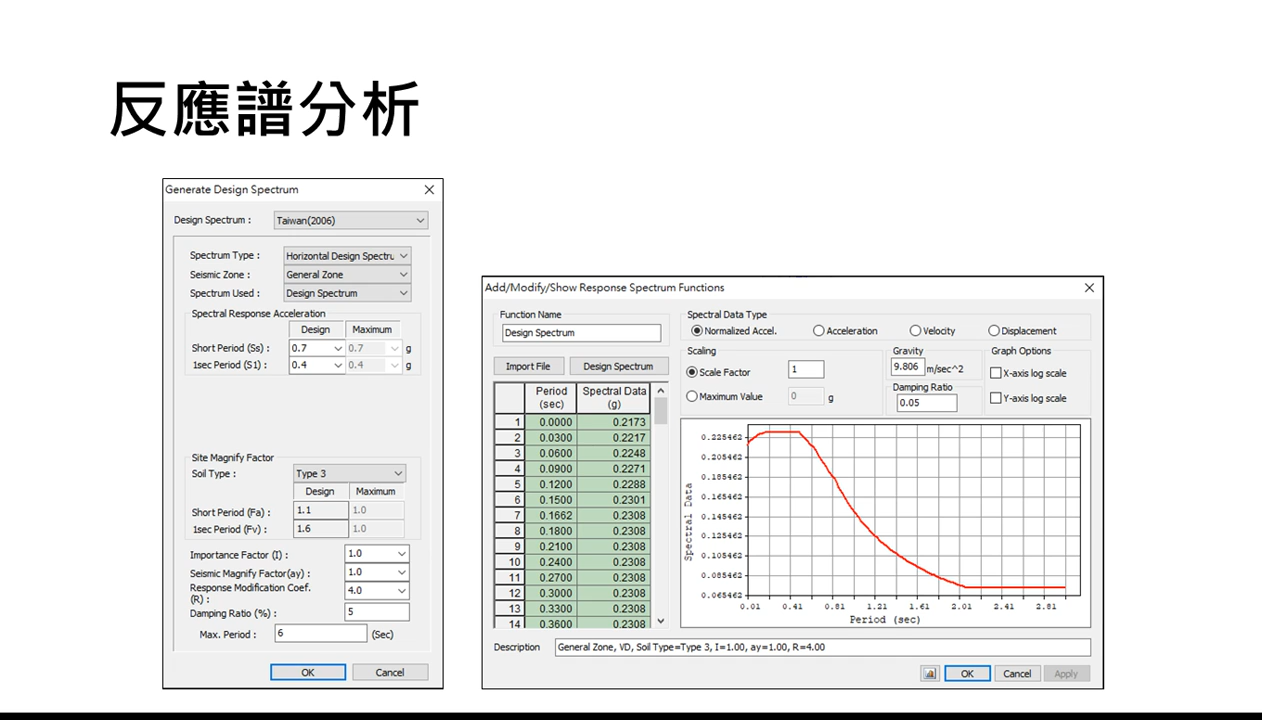 反應譜分析
Generate Design Spectrum
Design Spectrum : Taiwan(2006)
Spectrum Type : Horizontal Design Spectru
Seismic Zone : General Zone
Spectrum Used : Design Spectrum
Spectral Response Acceleration
Design Maximum
Short Period (Ss) : 0.7 0.7 g
1sec Period (S1) : 0.4 0.4 g
Site Magnify Factor
Soil Type : Type 3
Design Maximum
Short Period (Fa) : 1.1 1.0
1sec Period (Fv) : 1.6 1.0
Importance Factor (I) : 1.0
Seismic Magnify Factor(ay) : 1.0
Response Modification Coef. (R) : 4.0
Damping Ratio (%) : 5
Max. Period : 6 (Sec)
OK Cancel
Add/Modify/Show Response Spectrum Functions
Function Name
Design Spectrum
Import File Design Spectrum
Period (sec) Spectral Data (g)
1 0.0000 0.2173
2 0.0300 0.2217
3 0.0600 0.2248
4 0.0900 0.2271
5 0.1200 0.2288
6 0.1500 0.2301
7 0.1662 0.2308
8 0.1800 0.2308
9 0.2100 0.2308
10 0.2400 0.2308
11 0.2700 0.2308
12 0.3000 0.2308
13 0.3300 0.2308
14 0.3600 0.2308
Spectral Data Type
Normalized Accel. Acceleration Velocity Displacement
Scaling
Scale Factor 1
Maximum Value 0 g
Gravity
9.806 m/sec^2
Damping Ratio
0.05
Graph Options
X-axis log scale
Y-axis log scale
Spectral Data
0.225462
0.205462
0.185462
0.165462
0.145462
0.125462
0.105462
0.085462
0.065462
0.01 0.41 0.81 1.21 1.61 2.01 2.41 2.81
Period (sec)
Description General Zone, VD, Soil Type=Type 3, I=1.00, ay=1.00, R=4.00
OK Cancel Apply